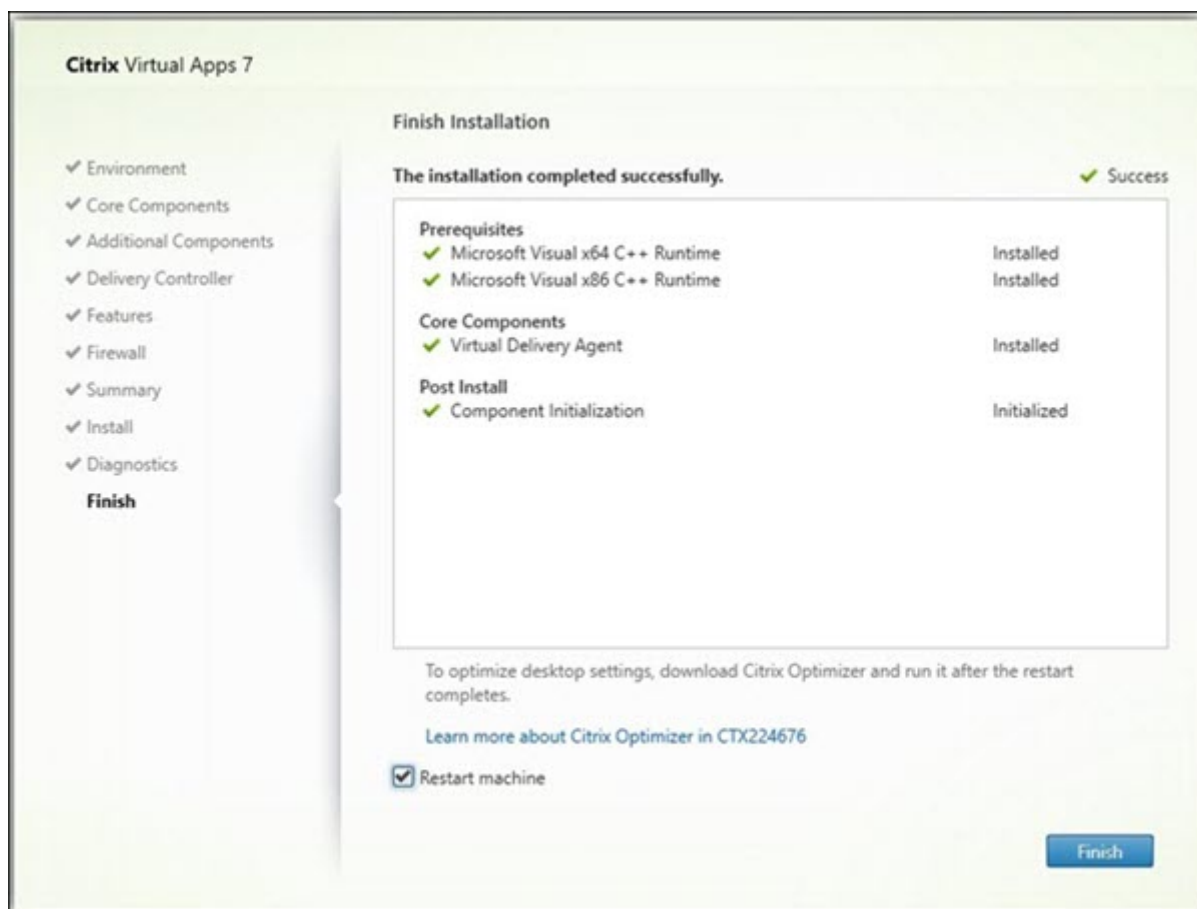 Citrix Virtual Apps 7
Finish Installation
Environment
Core Components
Additional Components
Delivery Controller
Features
Firewall
Summary
Install
Diagnostics
Finish
The installation completed successfully.
Success
Prerequisites
Microsoft Visual x64 C++ Runtime Installed
Microsoft Visual x86 C++ Runtime Installed
Core Components
Virtual Delivery Agent Installed
Post Install
Component Initialization Initialized
To optimize desktop settings, download Citrix Optimizer and run it after the restart
completes.
Learn more about Citrix Optimizer in CTX224676
Restart machine
Finish